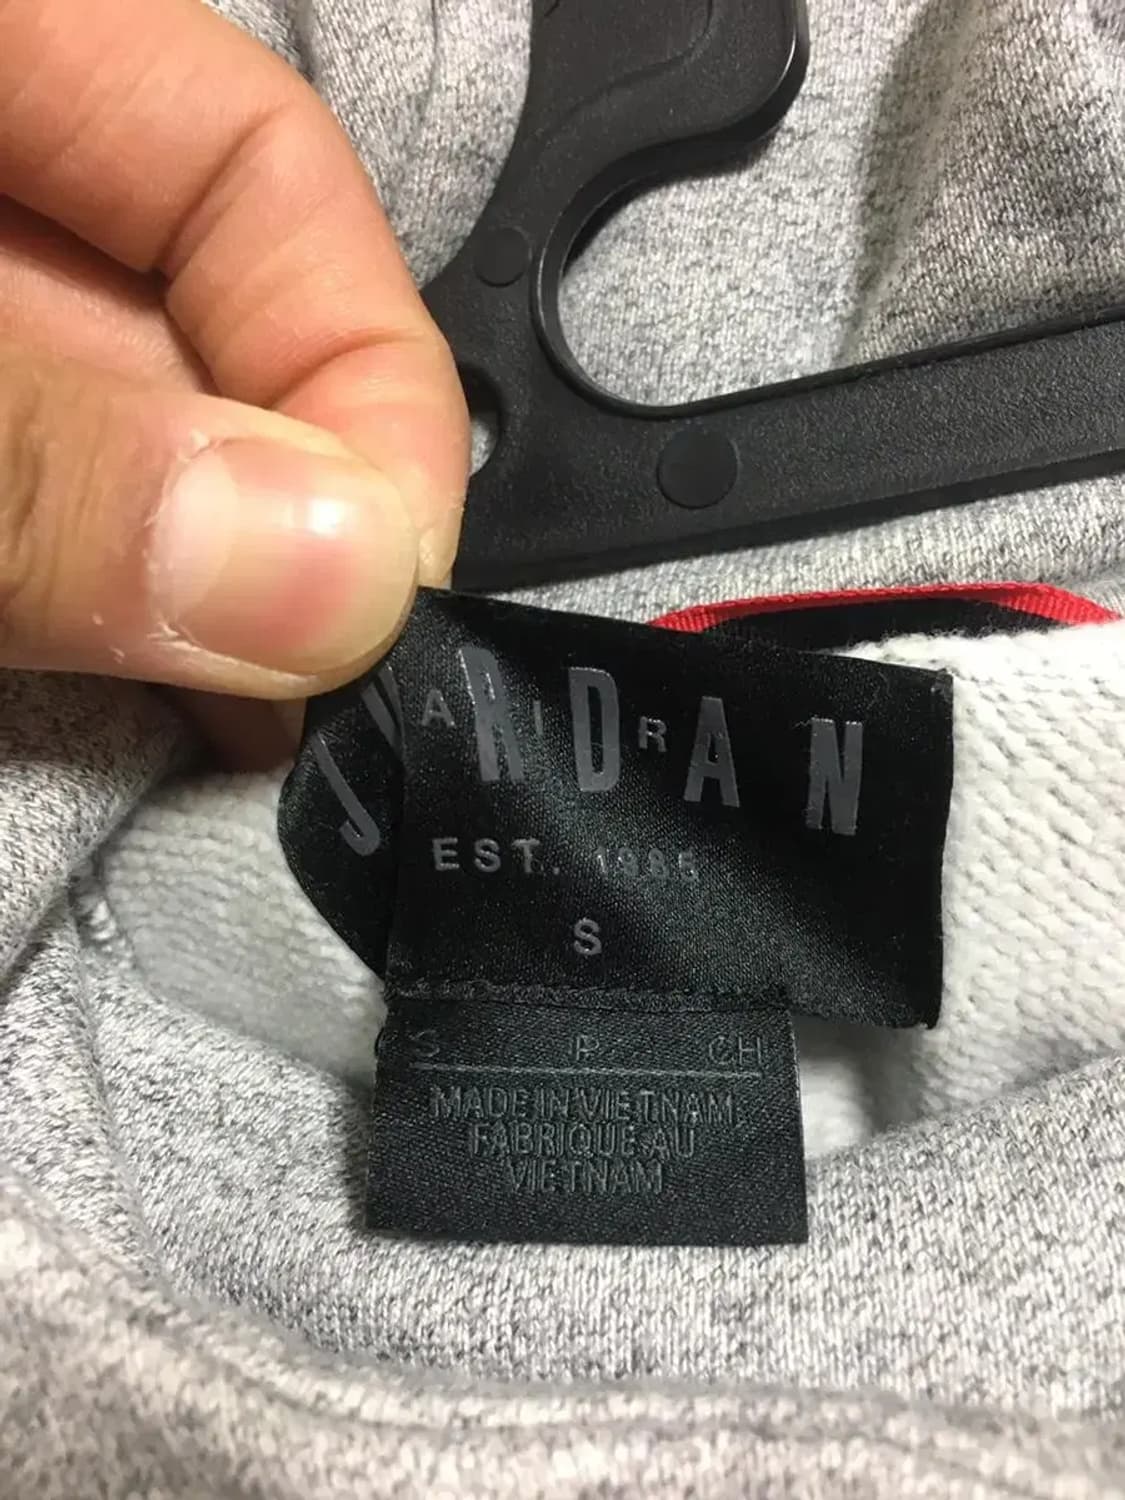 JORDAN
AIR
EST. 1985
S
S P CH
MADE IN VIETNAM
FABRIQUE AU
VIETNAM